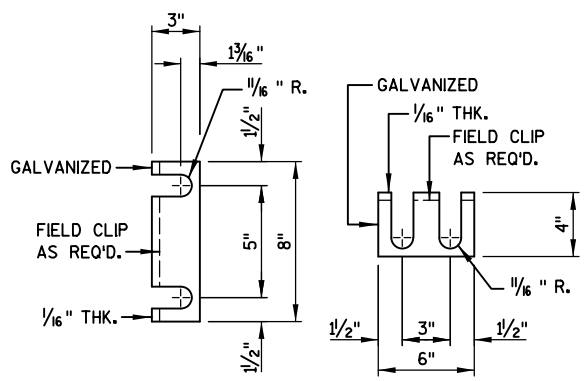 3"
1 3/16"
11/16" R.
1 1/2"
GALVANIZED
FIELD CLIP
AS REQ'D.
5"
8"
1/16" THK.
1 1/2"
GALVANIZED
1/16" THK.
FIELD CLIP
AS REQ'D.
4"
11/16" R.
1 1/2"
3"
1 1/2"
6"